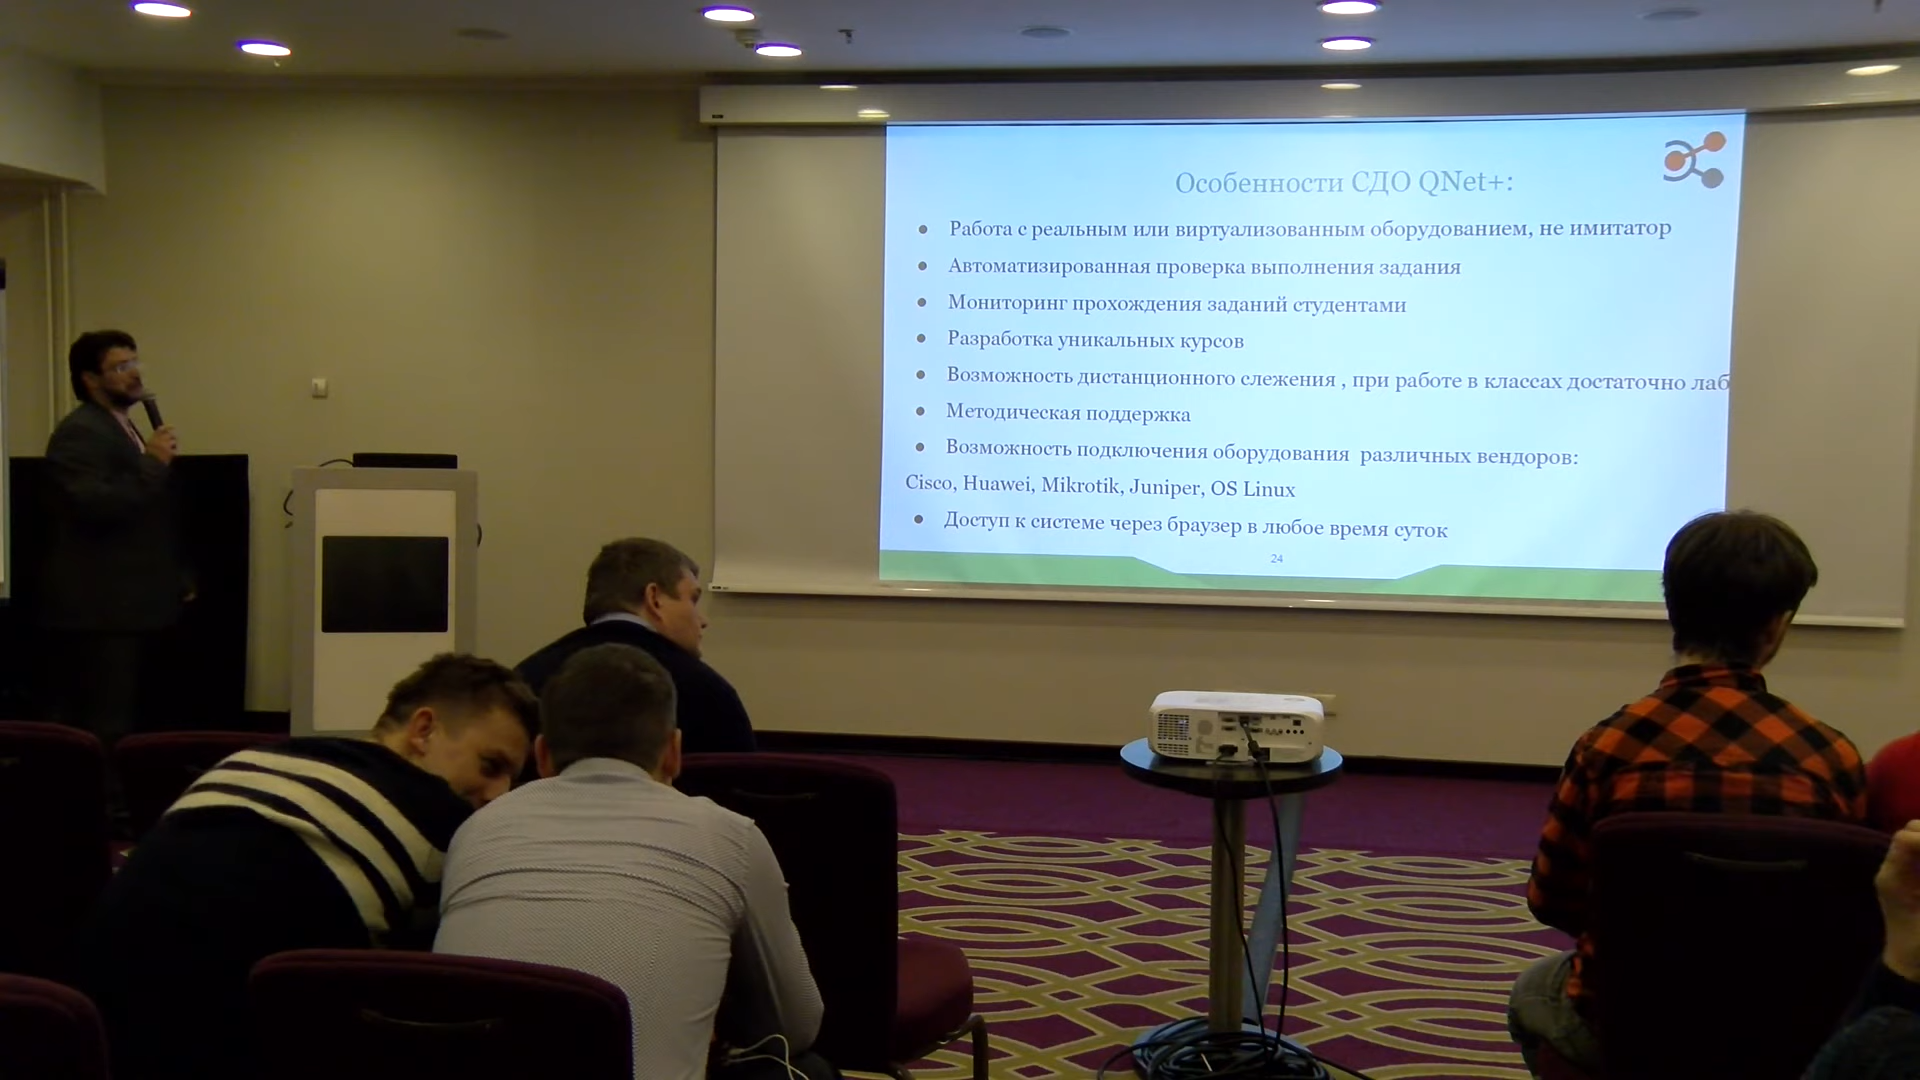 Особенности СДО QNet+:
Работа с реальным или виртуализованным оборудованием, не имитатор
Автоматизированная проверка выполнения задания
Мониторинг прохождения заданий студентами
Разработка уникальных курсов
Возможность дистанционного слежения , при работе в классах достаточно лаб
Методическая поддержка
Возможность подключения оборудования различных вендоров:
Cisco, Huawei, Mikrotik, Juniper, OS Linux
Доступ к системе через браузер в любое время суток
24